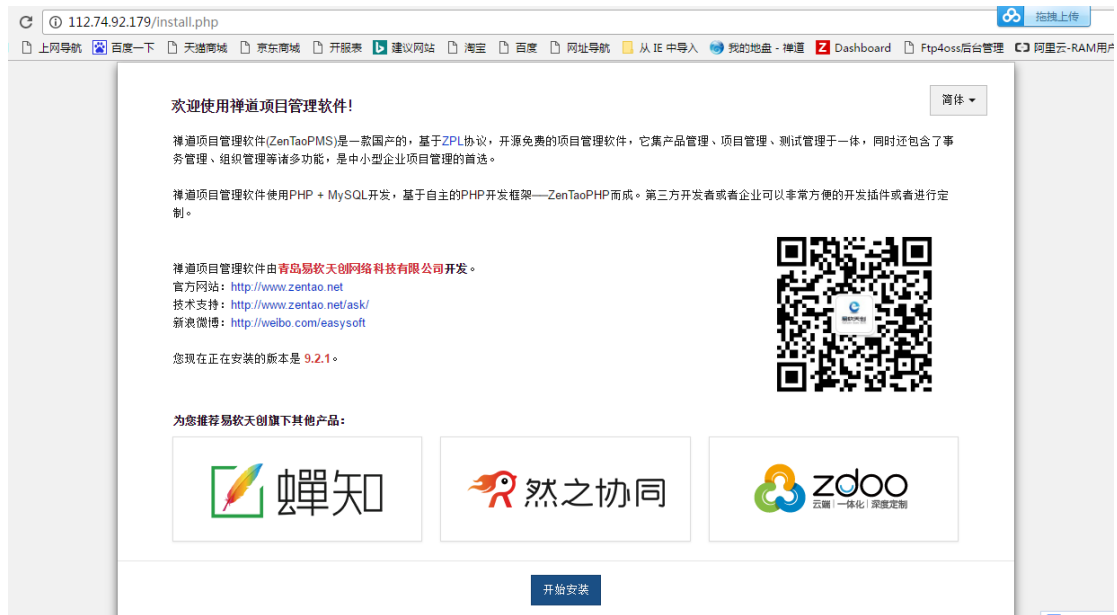 112.74.92.179/install.php
拖拽上传
上网导航 百度一下 天猫商城 京东商城 开服表 建议网站 淘宝 百度 网址导航 从 IE 中导入 我的地盘 - 禅道 Dashboard Ftp4oss后台管理 阿里云-RAM用户
欢迎使用禅道项目管理软件！
简体
禅道项目管理软件(ZenTaoPMS)是一款国产的，基于ZPL协议，开源免费的项目管理软件，它集产品管理、项目管理、测试管理于一体，同时还包含了事
务管理、组织管理等诸多功能，是中小型企业项目管理的首选。
禅道项目管理软件使用PHP + MySQL开发，基于自主的PHP开发框架──ZenTaoPHP而成。第三方开发者或者企业可以非常方便的开发插件或者进行定
制。
禅道项目管理软件由青岛易软天创网络科技有限公司开发。
官方网站：http://www.zentao.net
技术支持：http://www.zentao.net/ask/
新浪微博：http://weibo.com/easysoft
易软天创
您现在正在安装的版本是 9.2.1。
为您推荐易软天创旗下其他产品：
蝉知
然之协同
zdoo
云端|一体化|深度定制
开始安装